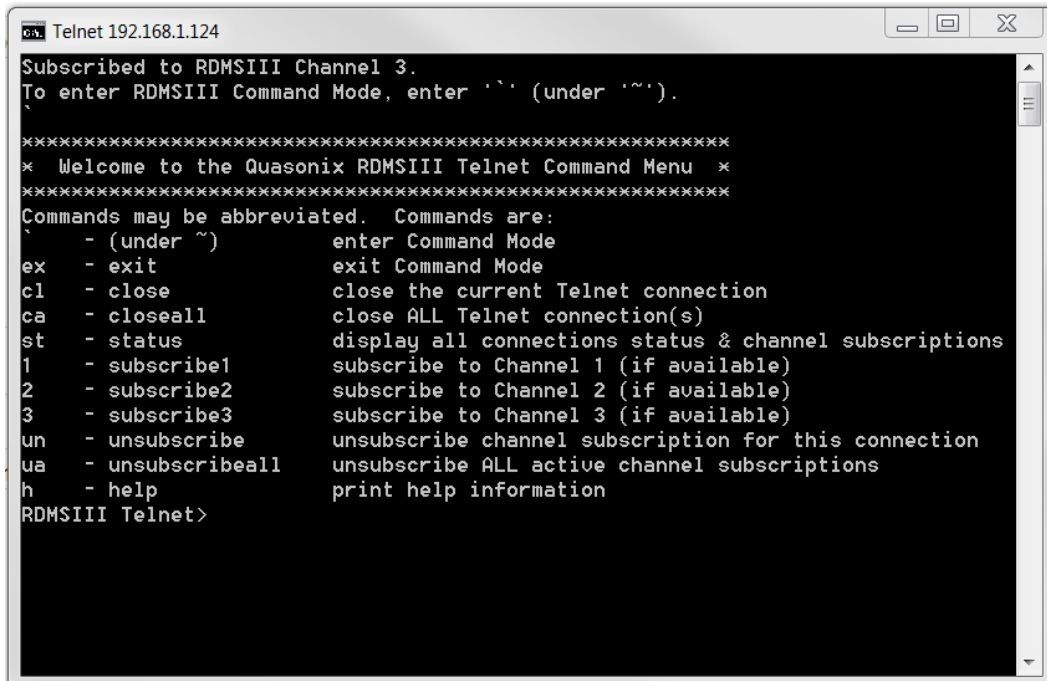 Telnet 192.168.1.124
Subscribed to RDMSIII Channel 3.
To enter RDMSIII Command Mode, enter '`' (under '~').
`
*********************************************************
*  Welcome to the Quasonix RDMSIII Telnet Command Menu  *
*********************************************************
Commands may be abbreviated.  Commands are:
`    - (under ~)         enter Command Mode
ex   - exit              exit Command Mode
cl   - close             close the current Telnet connection
ca   - closeall          close ALL Telnet connection(s)
st   - status            display all connections status & channel subscriptions
1    - subscribe1        subscribe to Channel 1 (if available)
2    - subscribe2        subscribe to Channel 2 (if available)
3    - subscribe3        subscribe to Channel 3 (if available)
un   - unsubscribe       unsubscribe channel subscription for this connection
ua   - unsubscribeall    unsubscribe ALL active channel subscriptions
h    - help              print help information
RDMSIII Telnet>